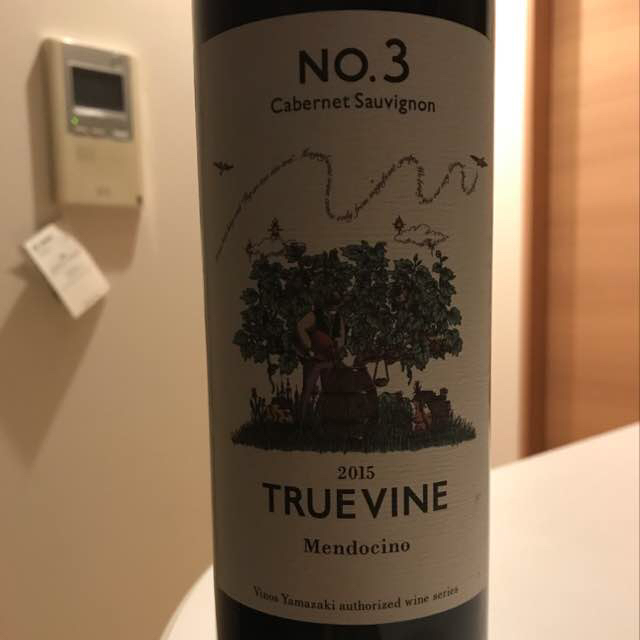 NO.3
Cabernet Sauvignon
2015
TRUEVINE
Mendocino
Vinos Yamazaki authorized wine series